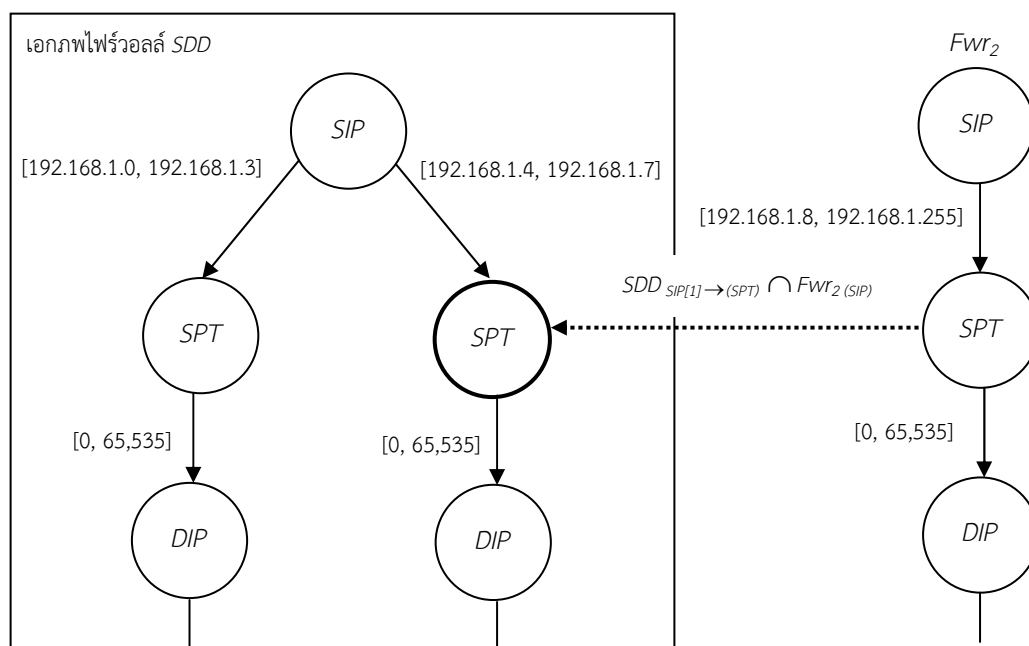 เอกภพไฟร์วอลล์ SDD
Fwr2
SIP
SIP
[192.168.1.0, 192.168.1.3]
[192.168.1.4, 192.168.1.7]
[192.168.1.8, 192.168.1.255]
SDD SIP[1]→(SPT) ∩ Fwr2 (SIP)
SPT
SPT
SPT
[0, 65,535]
[0, 65,535]
[0, 65,535]
DIP
DIP
DIP